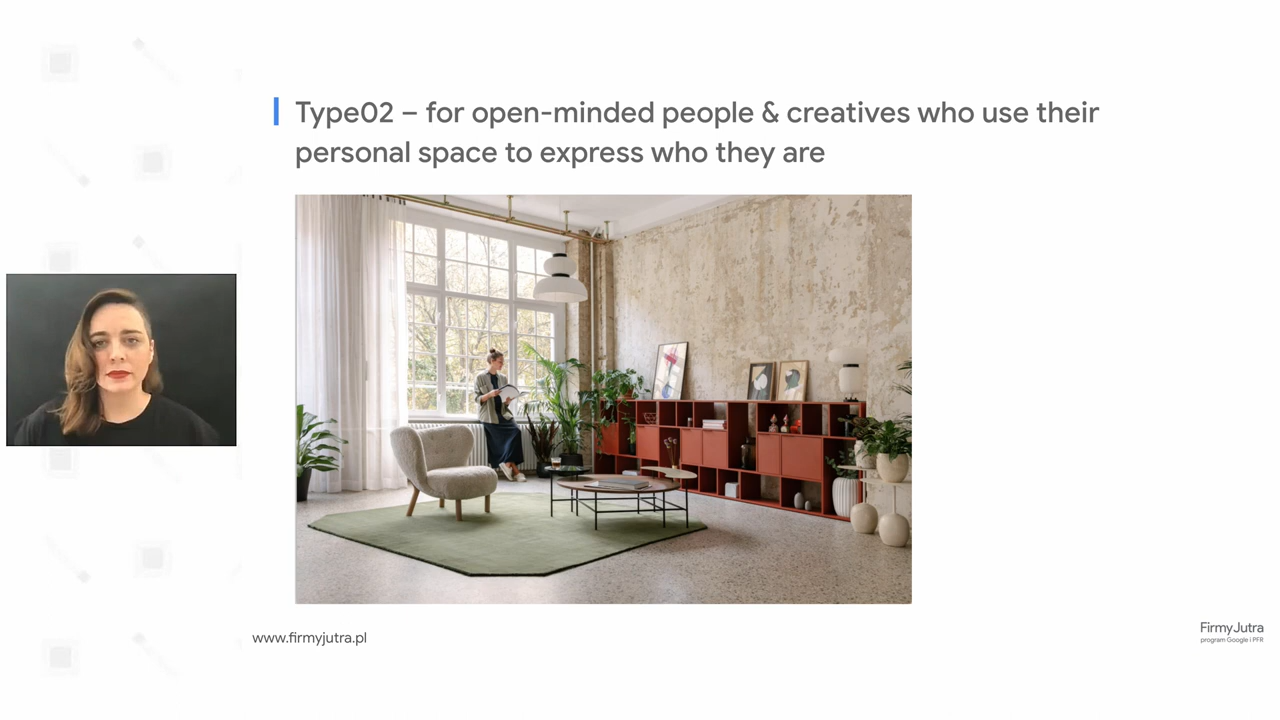 Type02 – for open-minded people & creatives who use their
personal space to express who they are
www.firmyjutra.pl
FirmyJutra
program Google i PFR